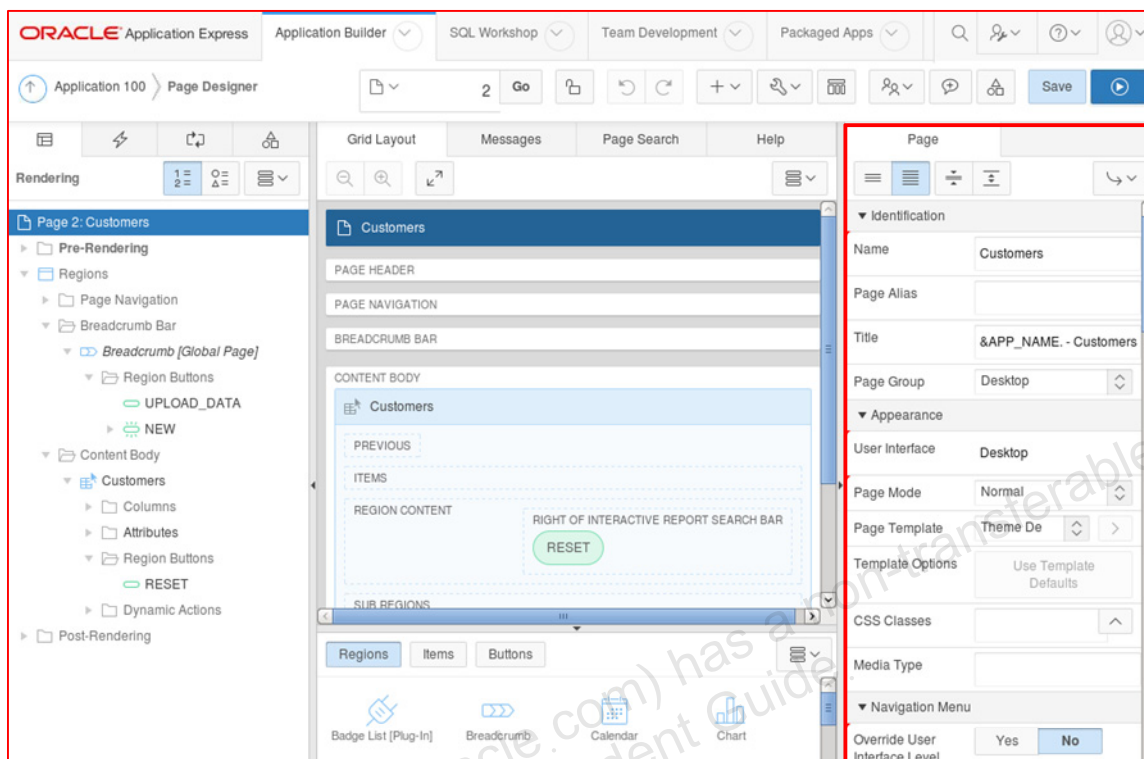 ORACLE Application Express
Application Builder
SQL Workshop
Team Development
Packaged Apps
Application 100
Page Designer
2
Go
Save
Rendering
Page 2: Customers
Pre-Rendering
Regions
Page Navigation
Breadcrumb Bar
Breadcrumb [Global Page]
Region Buttons
UPLOAD_DATA
NEW
Content Body
Customers
Columns
Attributes
Region Buttons
RESET
Dynamic Actions
Post-Rendering
Grid Layout
Messages
Page Search
Help
Customers
PAGE HEADER
PAGE NAVIGATION
BREADCRUMB BAR
CONTENT BODY
Customers
PREVIOUS
ITEMS
REGION CONTENT
RIGHT OF INTERACTIVE REPORT SEARCH BAR
RESET
SUB REGIONS
Regions
Items
Buttons
Badge List [Plug-In]
Breadcrumb
Calendar
Chart
Page
Identification
Name
Customers
Page Alias
Title
&APP_NAME. - Customers
Page Group
Desktop
Appearance
User Interface
Desktop
Page Mode
Normal
Page Template
Theme De
Template Options
Use Template
Defaults
CSS Classes
Media Type
Navigation Menu
Override User
Interface Level
Yes
No
has a non-transferable
com)
Guide.